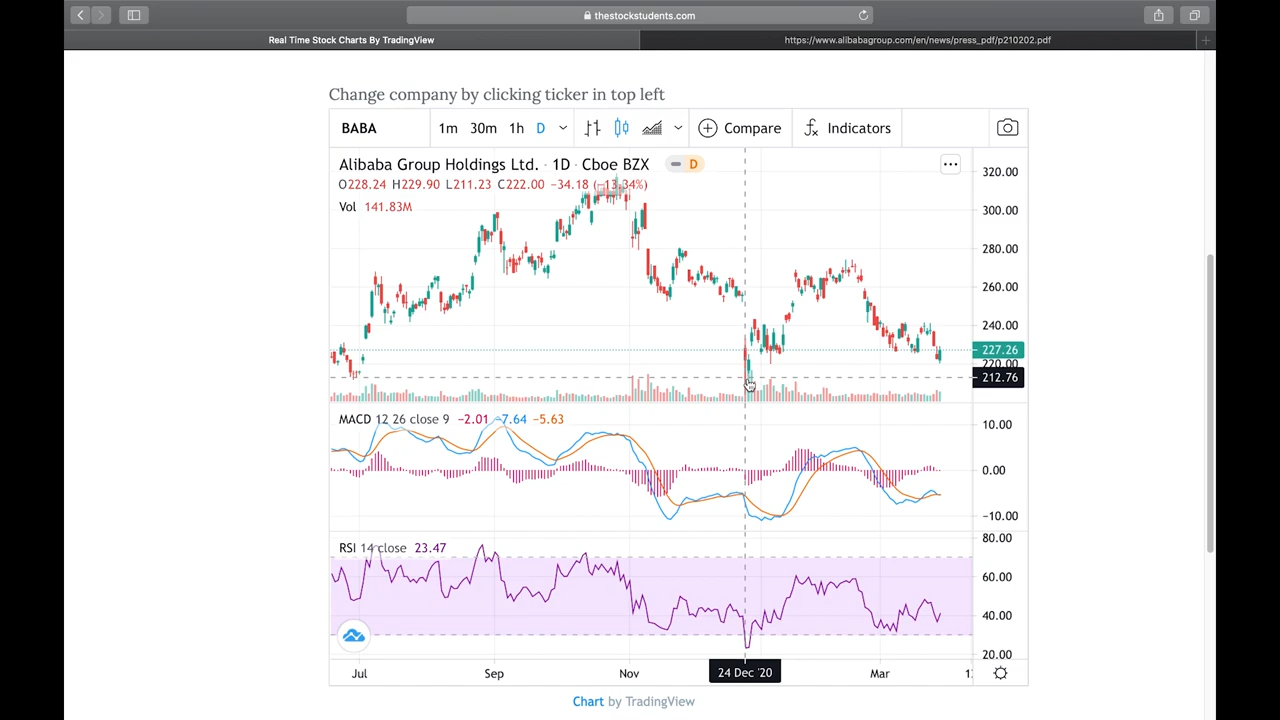 thestockstudents.com
Real Time Stock Charts By TradingView
https://www.alibabagroup.com/en/news/press_pdf/p210202.pdf
Change company by clicking ticker in top left
BABA 1m 30m 1h D Compare Indicators
Alibaba Group Holdings Ltd. · 1D · Cboe BZX D
O228.24 H229.90 L211.23 C222.00 −34.18 (−13.34%)
Vol 141.83M
320.00
300.00
280.00
260.00
240.00
227.26
220.00
212.76
MACD 12 26 close 9 −2.01 −7.64 −5.63
10.00
0.00
−10.00
RSI 14 close 23.47
80.00
60.00
40.00
20.00
Jul Sep Nov 24 Dec '20 Mar
Chart by TradingView